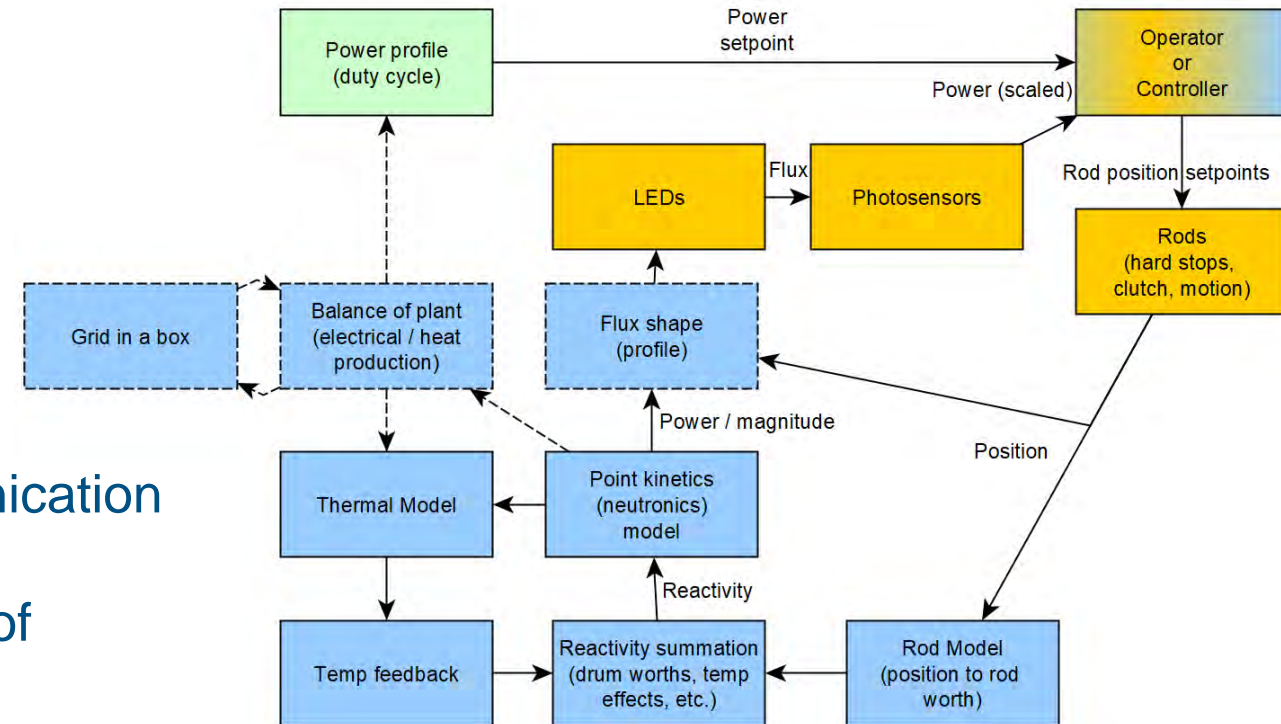 Power profile
(duty cycle)
Power
setpoint
Power (scaled)
Operator
or
Controller
LEDs
Flux
Photosensors
Rod position setpoints
Rods
(hard stops,
clutch, motion)
Grid in a box
Balance of plant
(electrical / heat
production)
Flux shape
(profile)
Power / magnitude
Position
nication
Thermal Model
Point kinetics
(neutronics)
model
Reactivity
of
Temp feedback
Reactivity summation
(drum worths, temp
effects, etc.)
Rod Model
(position to rod
worth)